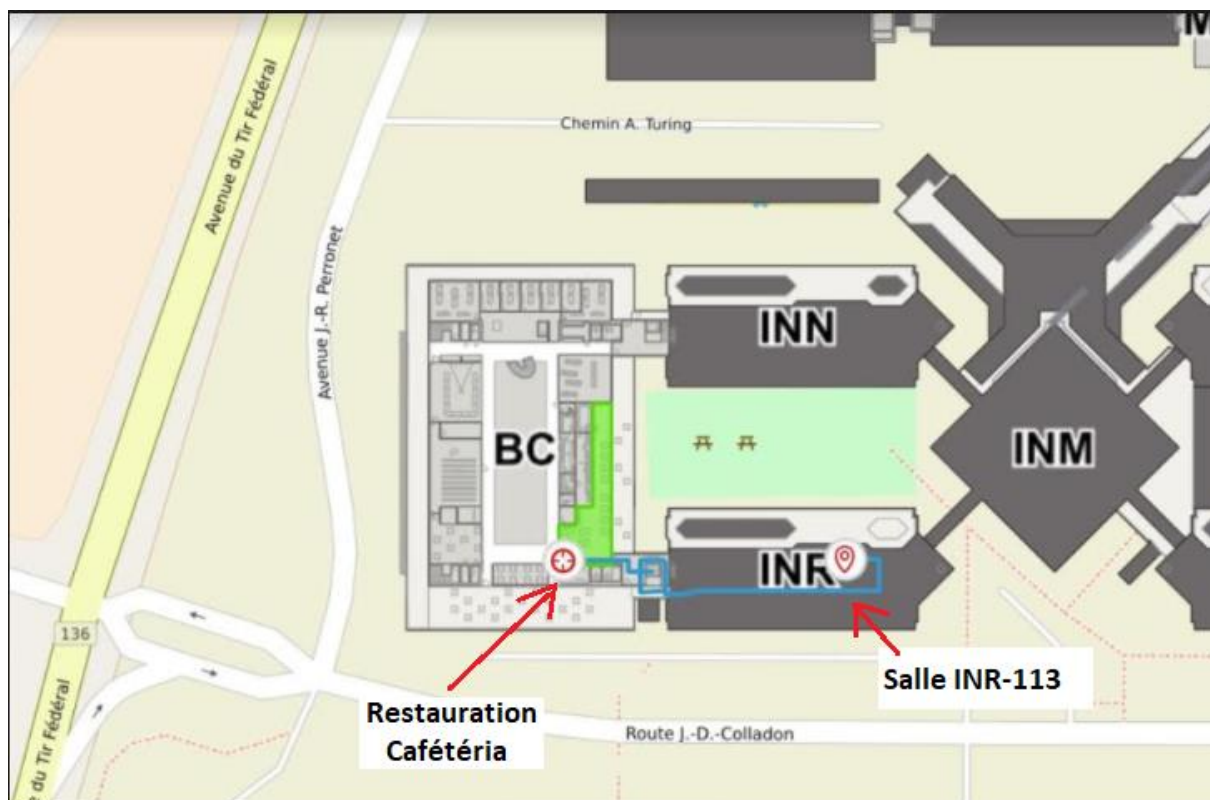 M
Chemin A. Turing
Avenue du Tir Fédéral
Avenue J.-R. Perronet
INN
BC
INM
INR
136
Salle INR-113
Restauration
Cafétéria
Route J.-D.-Colladon
du Tir Fédéral